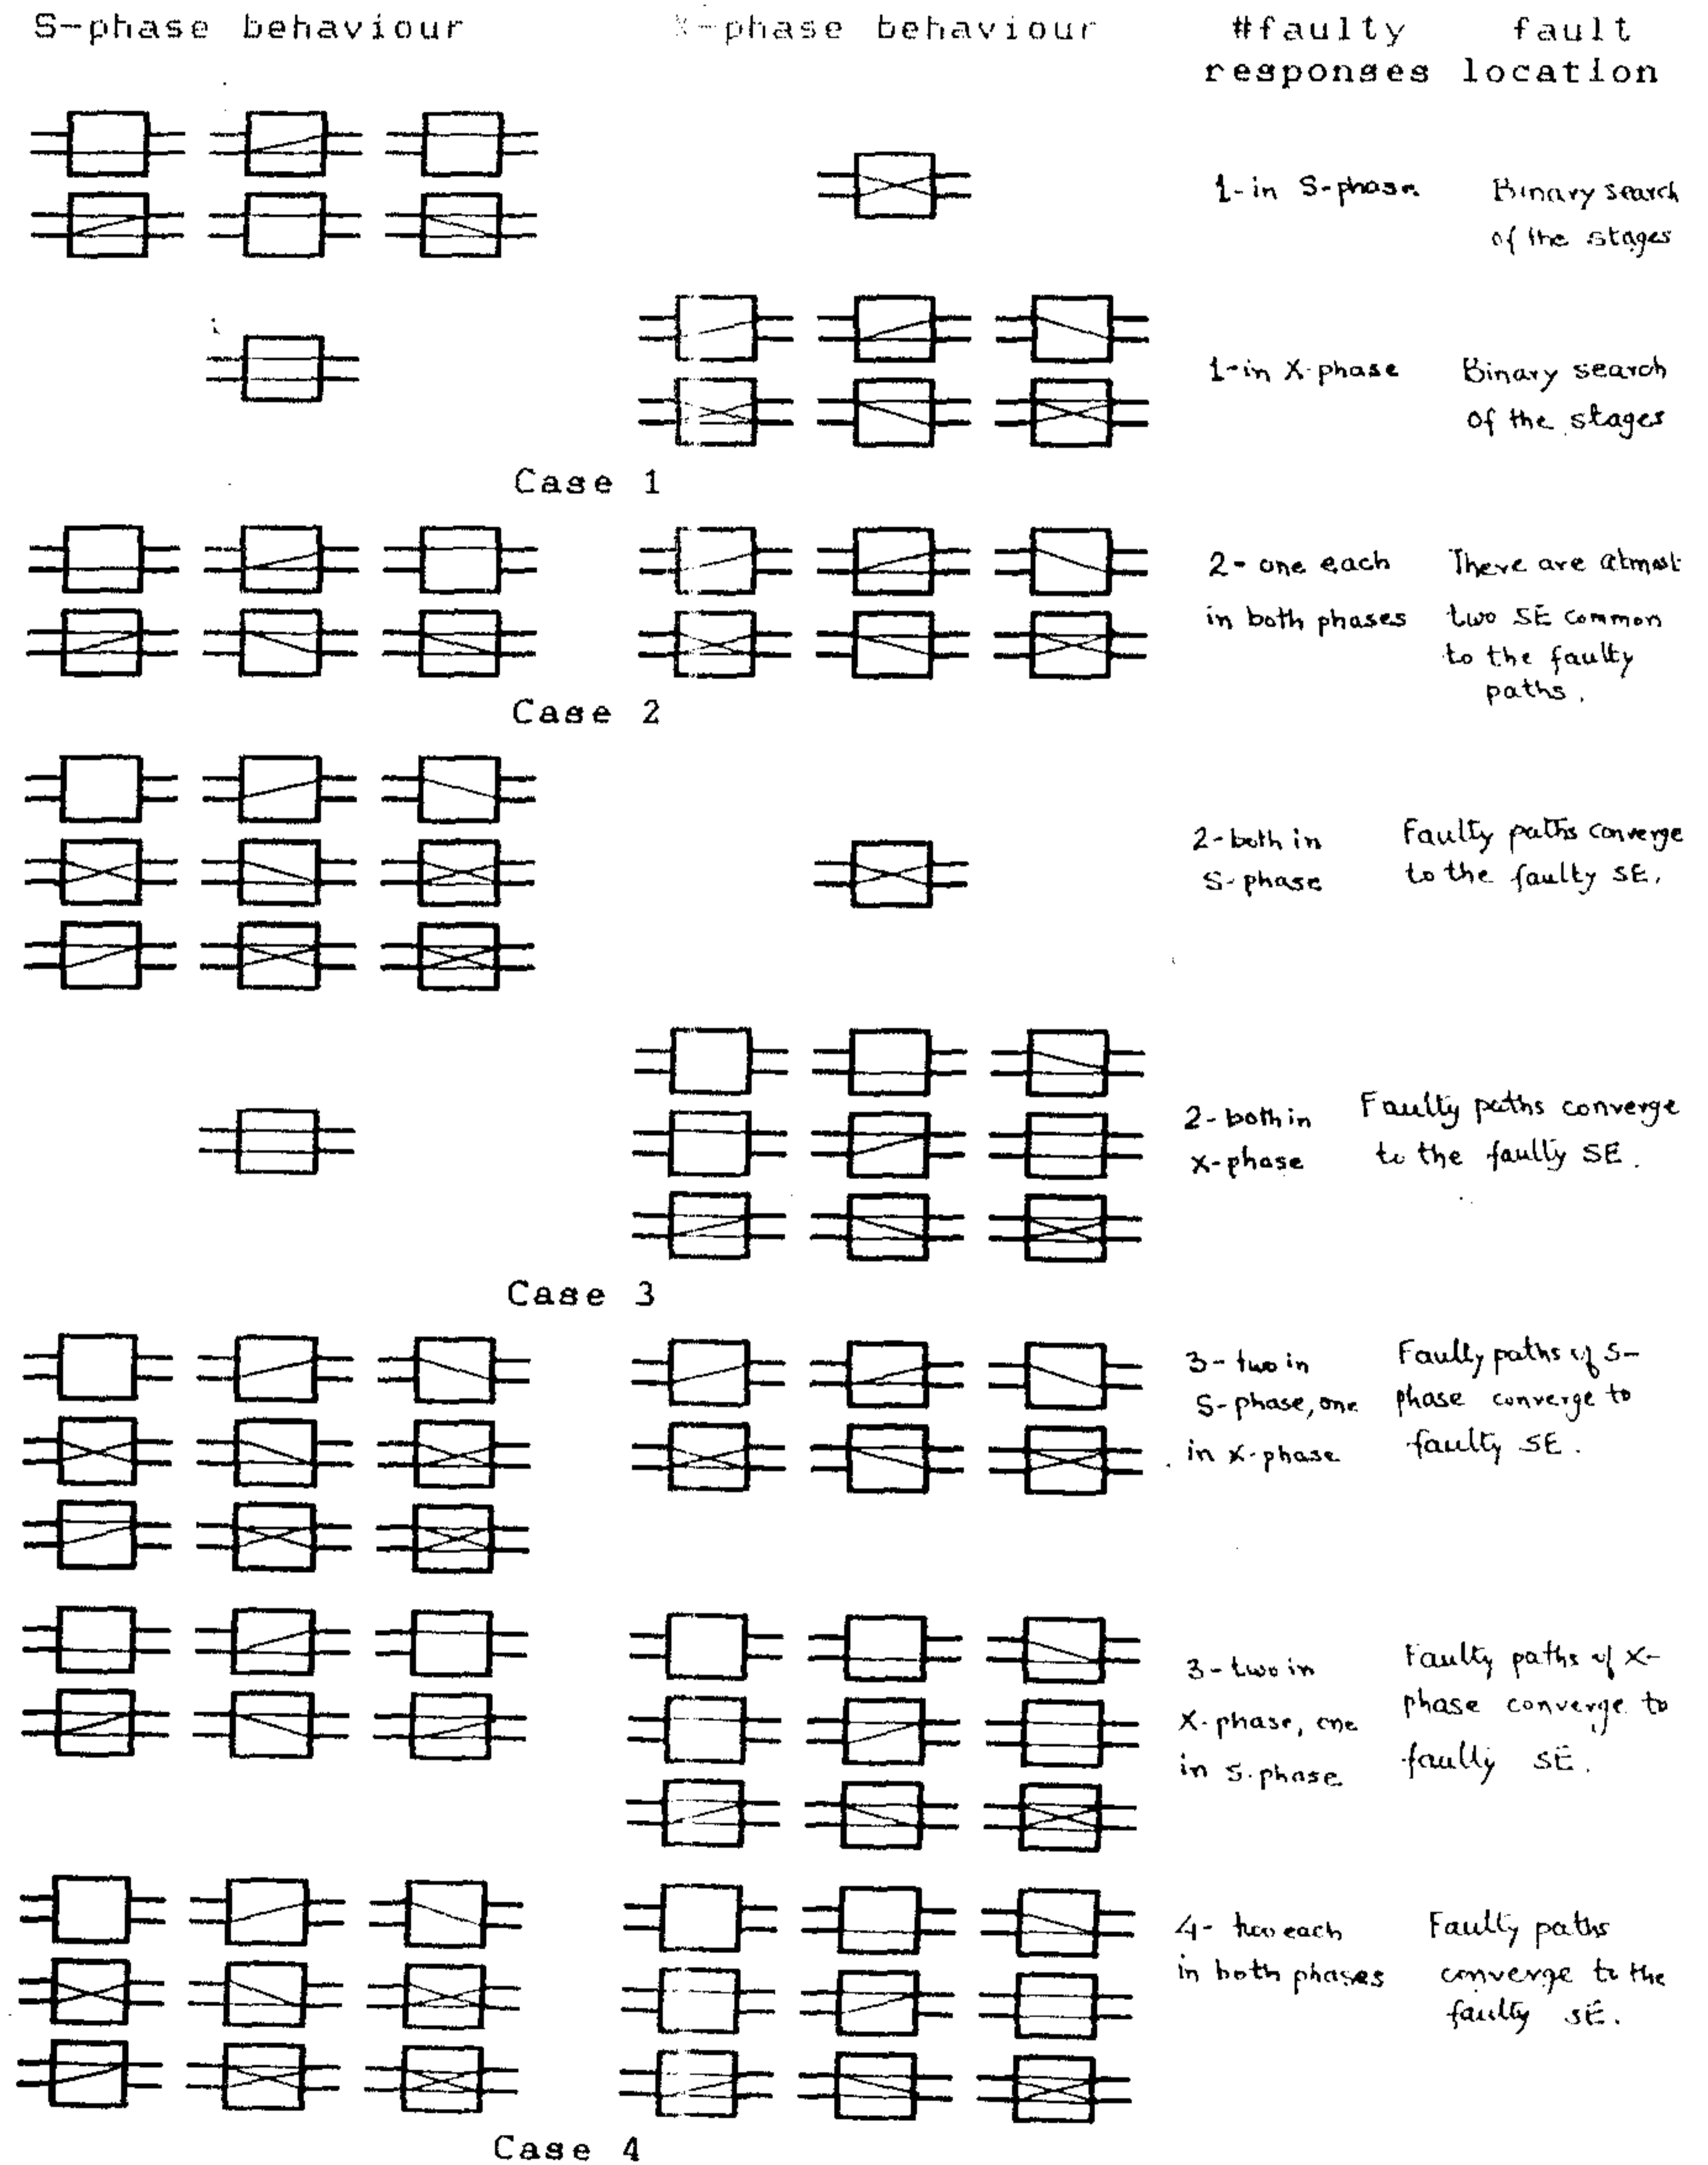 S-phase behaviour X-phase behaviour #faulty fault
responses location
1-in S-phase Binary search
of the stages
1-in X-phase Binary search
of the stages
Case 1
2- one each There are atmost
in both phases two SE common
to the faulty
paths.
Case 2
2-both in Faulty paths converge
S-phase to the faulty SE.
2-both in Faulty paths converge
X-phase to the faulty SE.
Case 3
3-two in Faulty paths of S-
S-phase, one phase converge to
in X-phase faulty SE.
3-two in Faulty paths of X-
X-phase, one phase converge to
in S-phase faulty SE.
4- two each Faulty paths
in both phases converge to the
faulty SE.
Case 4